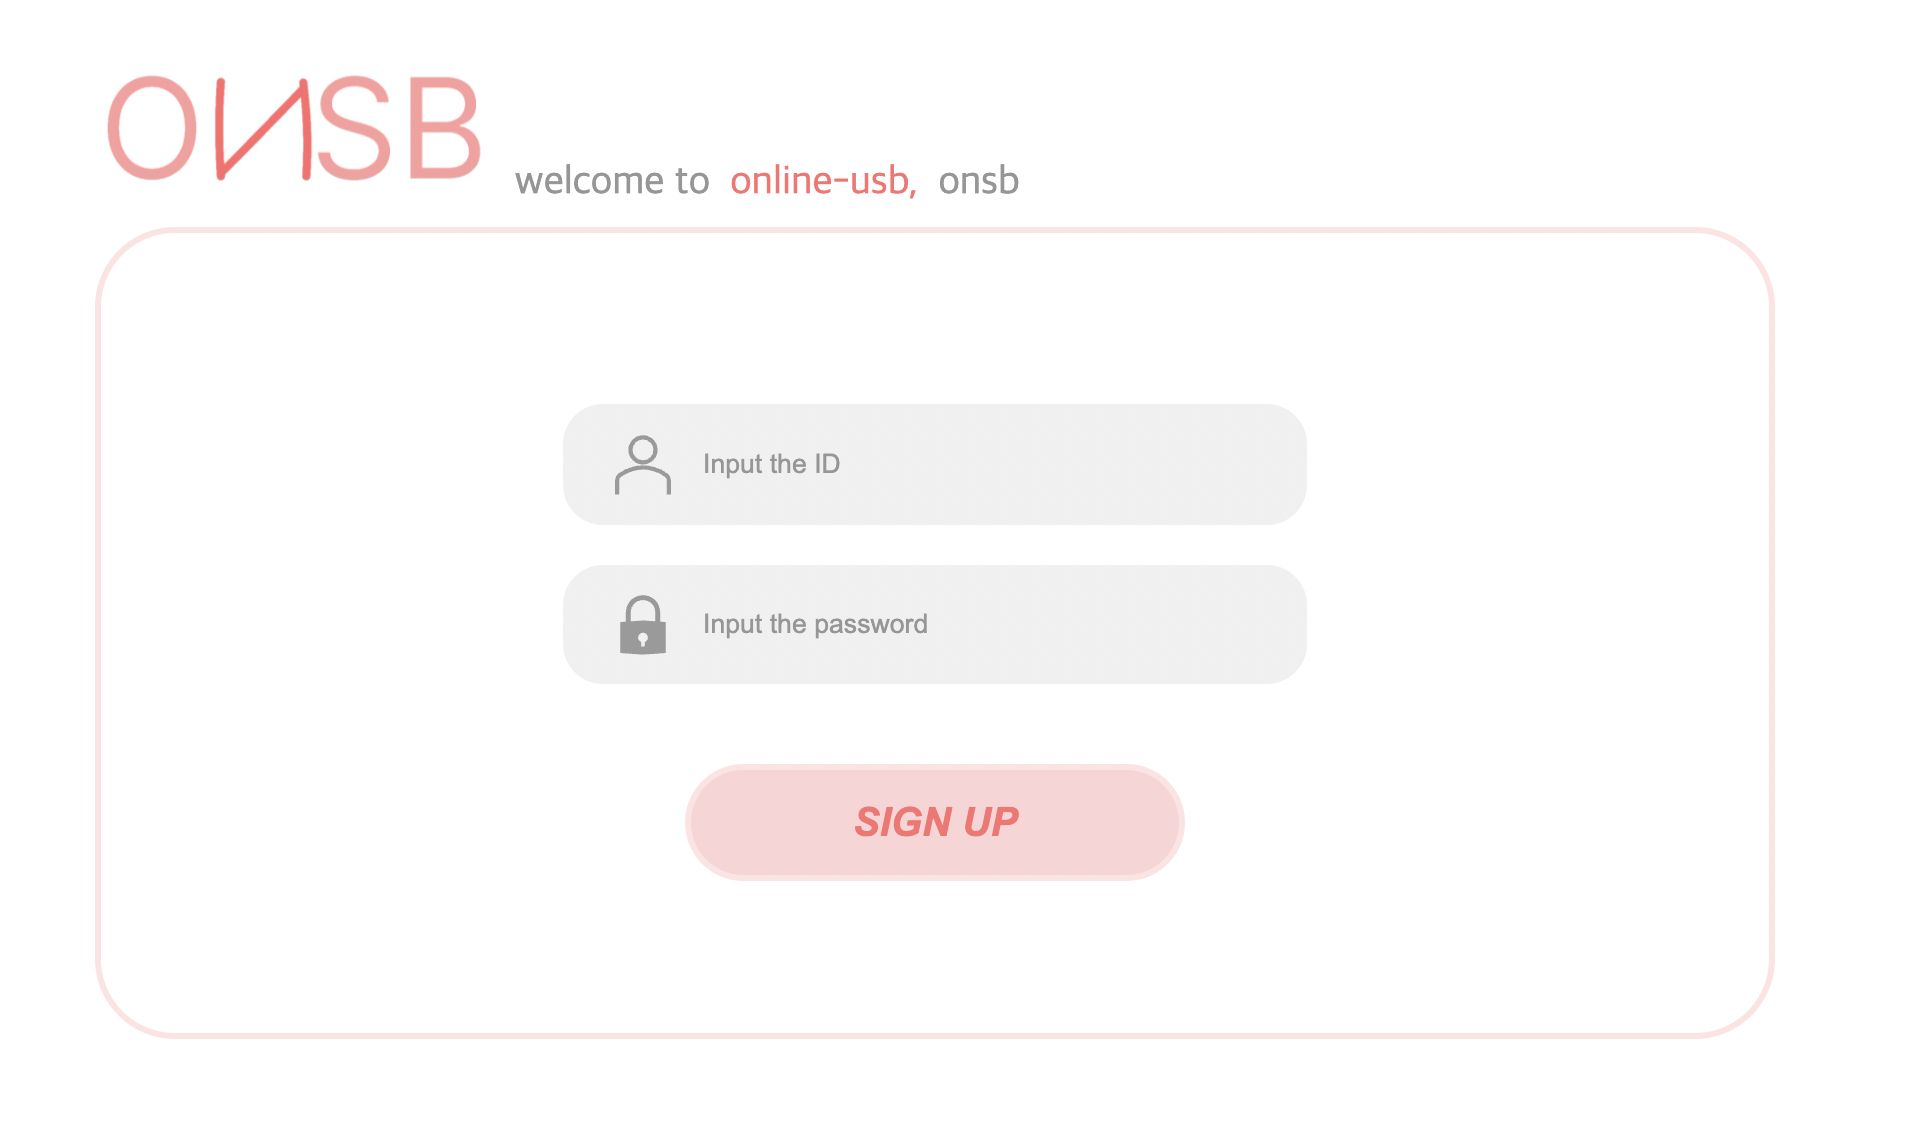 ONSB
welcome to online-usb, onsb
Input the ID
Input the password
SIGN UP